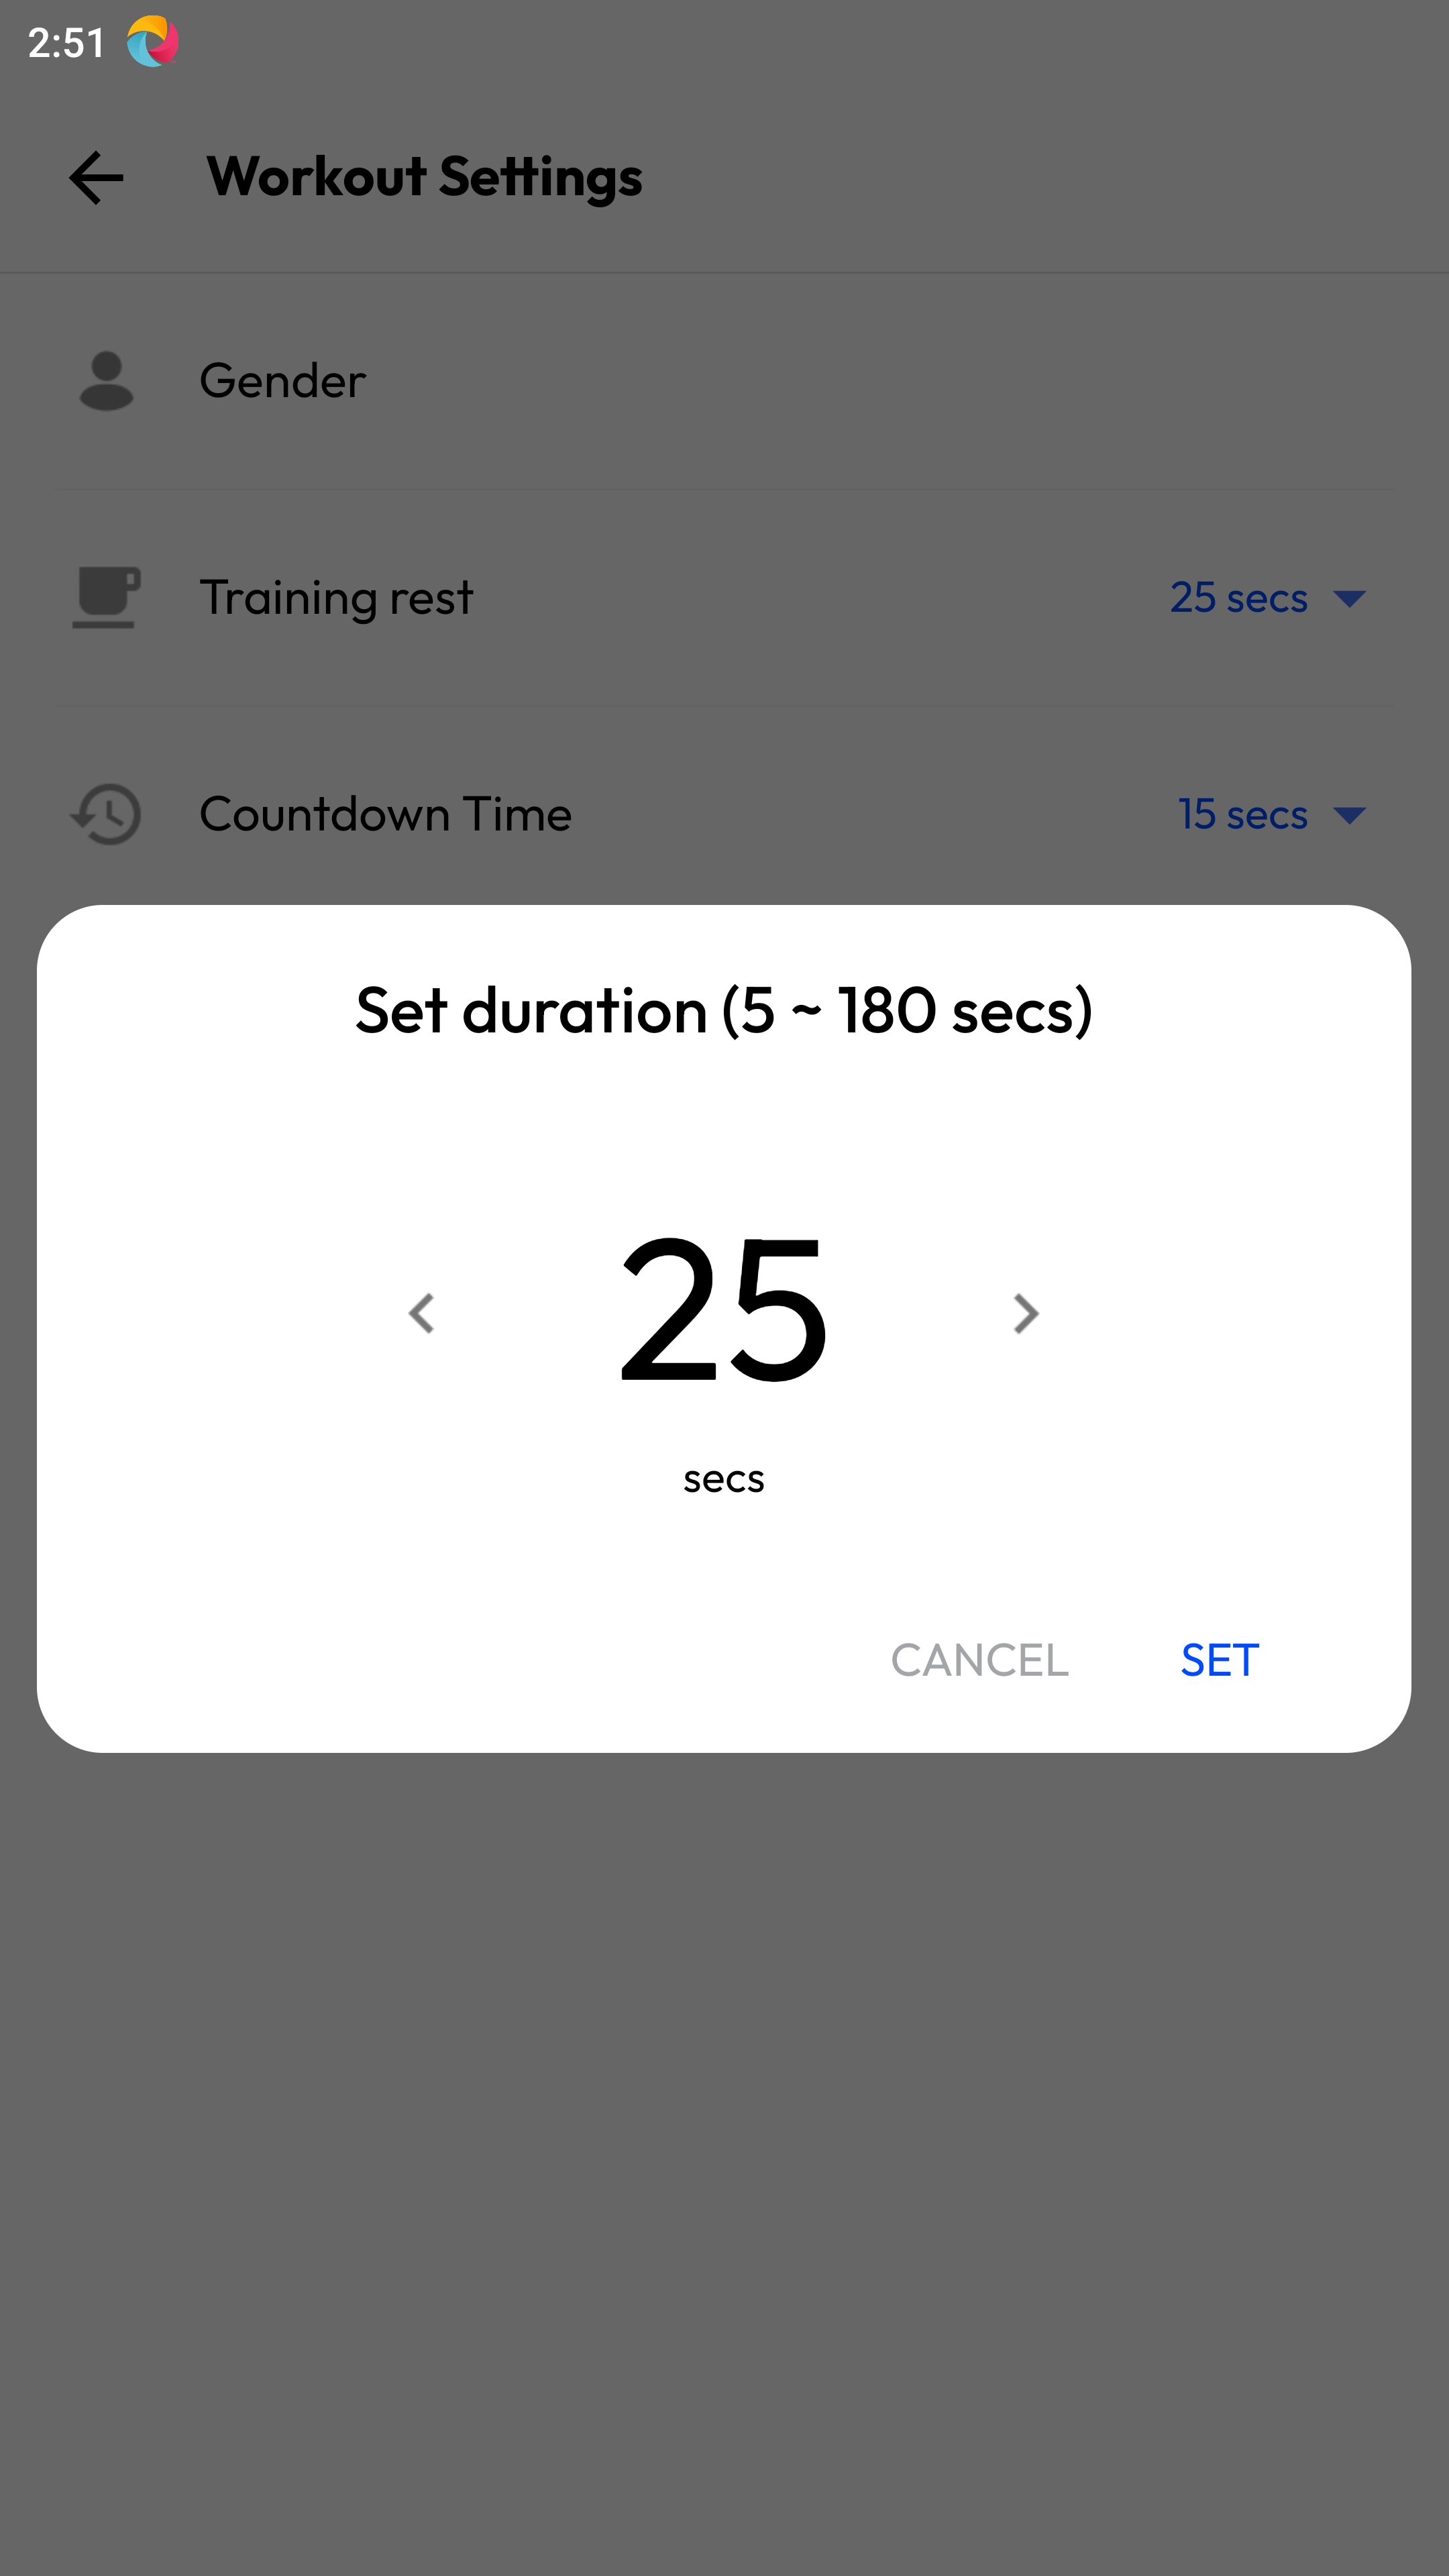 2:51
Workout Settings
Gender
Training rest 25 secs
Countdown Time 15 secs
Set duration (5 ~ 180 secs)
25
secs
CANCEL SET